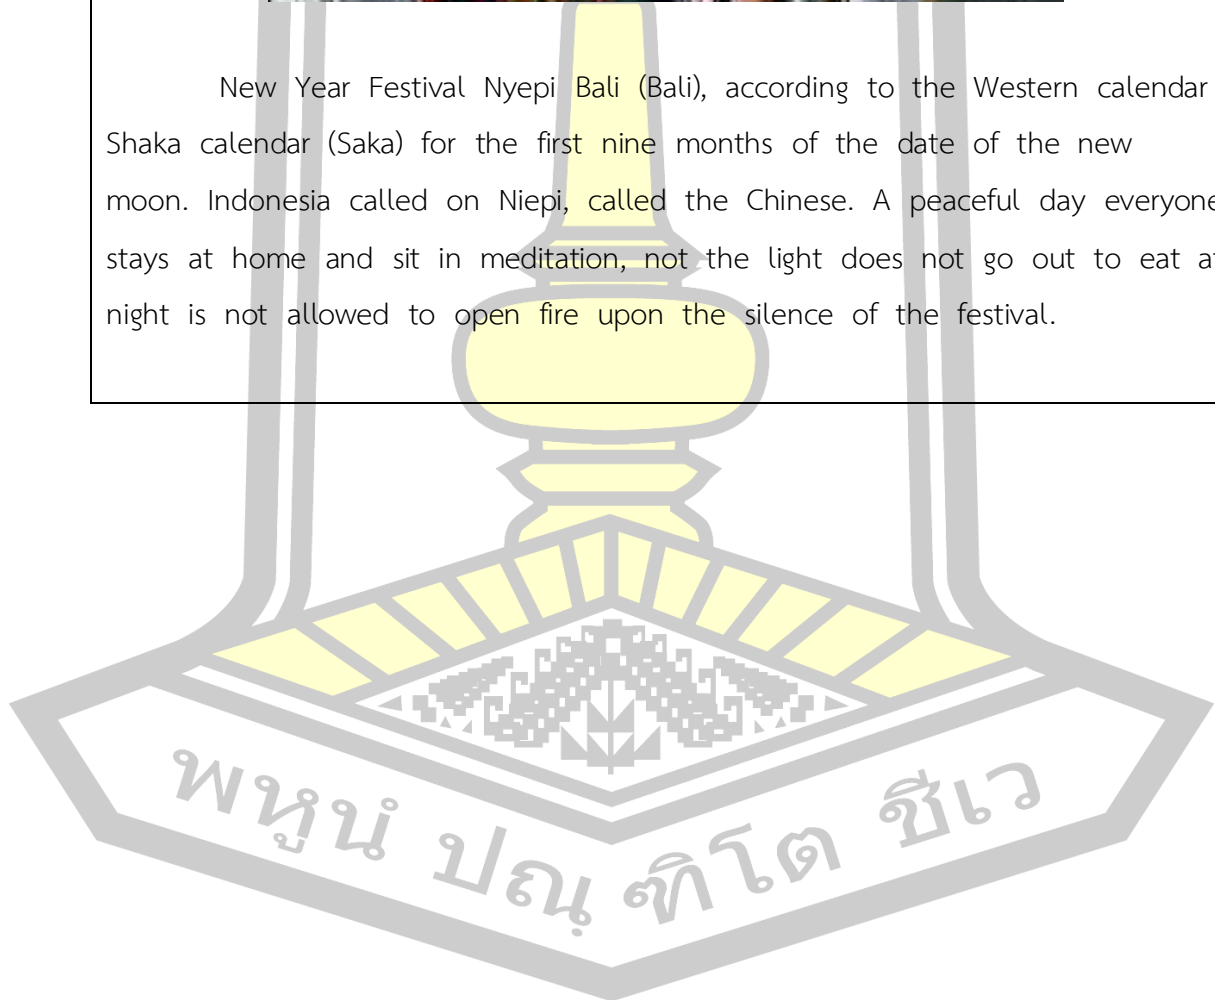 New Year Festival Nyepi Bali (Bali), according to the Western calendar
Shaka calendar (Saka) for the first nine months of the date of the new
moon. Indonesia called on Niepi, called the Chinese. A peaceful day everyone
stays at home and sit in meditation, not the light does not go out to eat at
night is not allowed to open fire upon the silence of the festival.
พหูนํ ปณฺฑิโต ชีเว